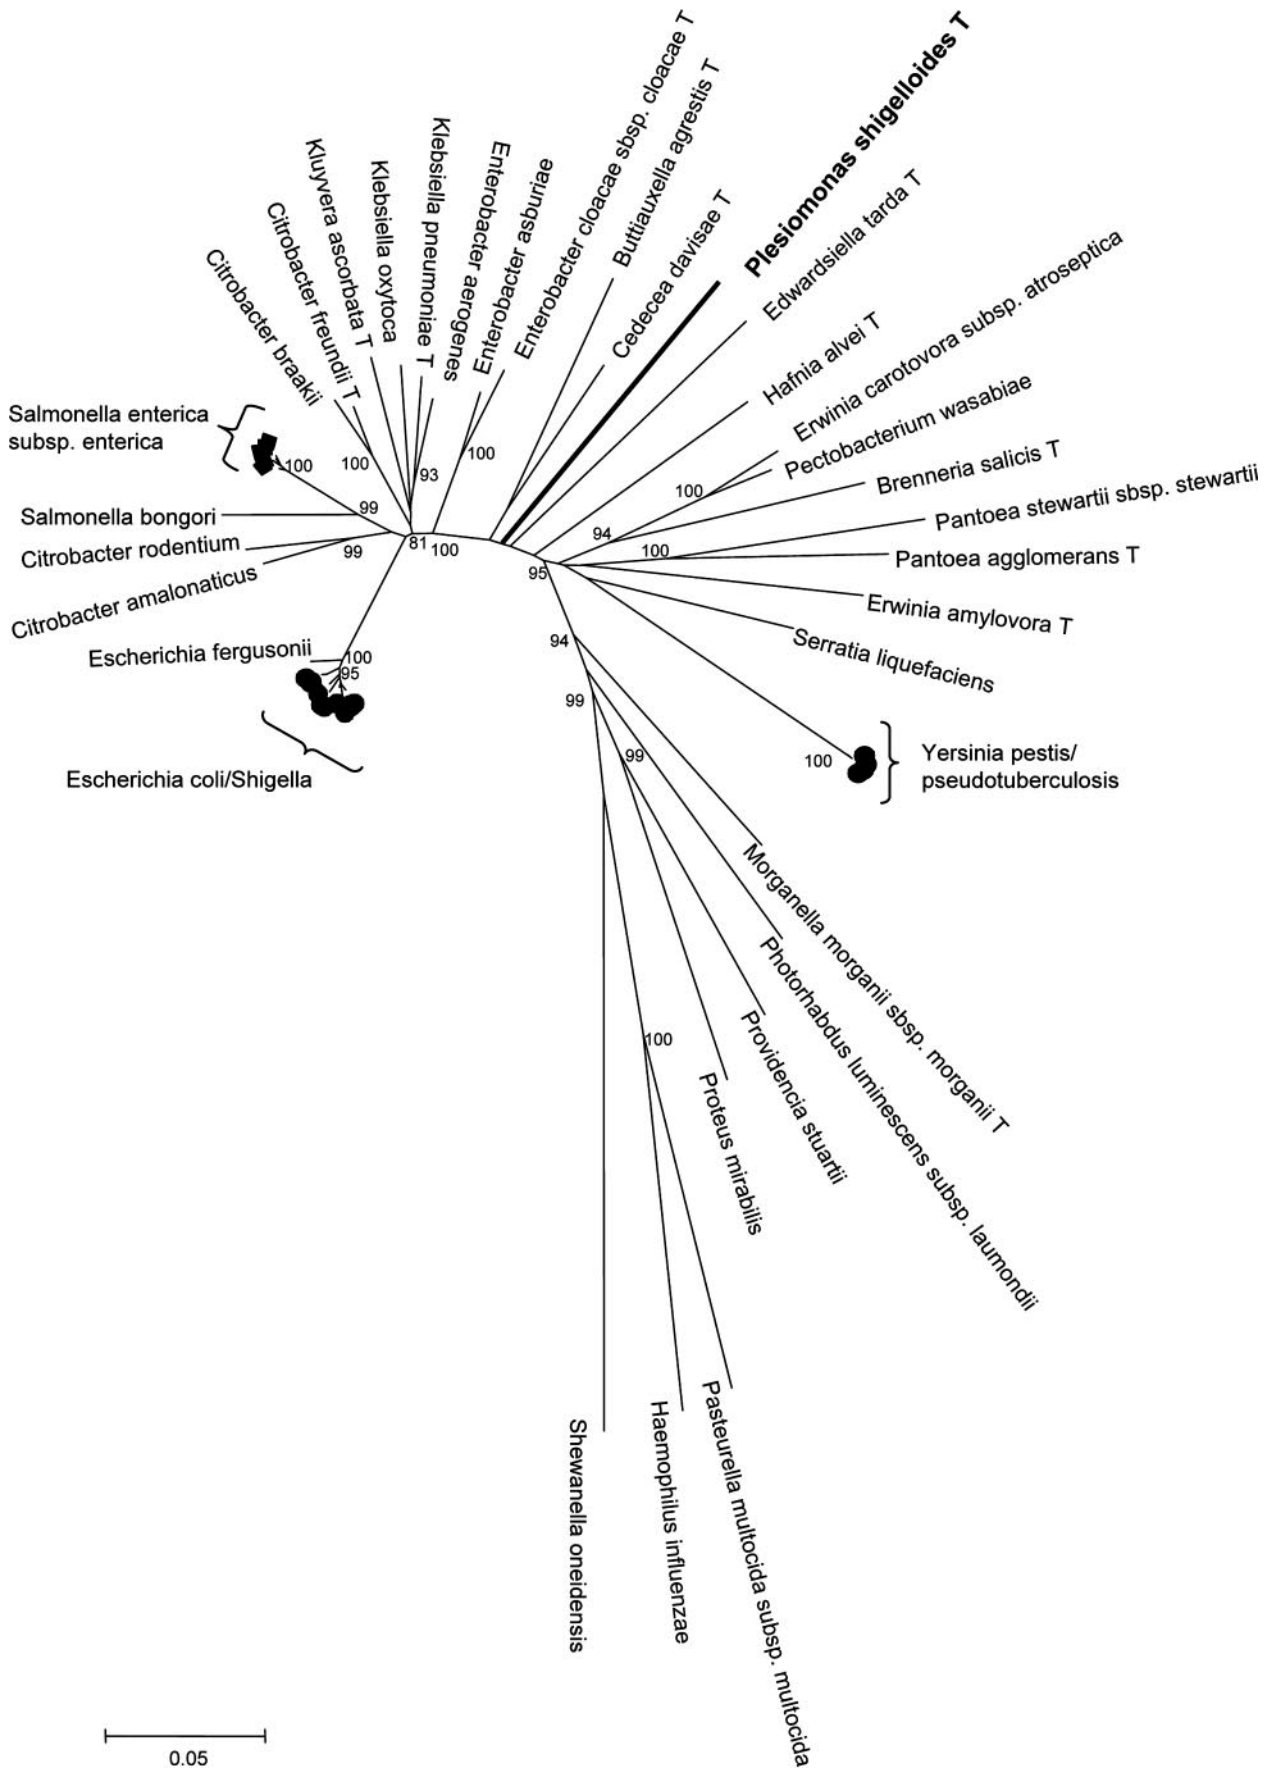 Citrobacter braakii
Citrobacter freundii T
Kluyvera ascorbata T
Klebsiella oxytoca
Klebsiella pneumoniae T
Enterobacter aerogenes
Enterobacter asburiae
Enterobacter cloacae sbsp. cloacae T
Buttiauxella agrestis T
Cedecea davisae T
Plesiomonas shigelloides T
Edwardsiella tarda T
Hafnia alvei T
Erwinia carotovora subsp. atroseptica
Pectobacterium wasabiae
Brenneria salicis T
Pantoea stewartii sbsp. stewartii
Pantoea agglomerans T
Erwinia amylovora T
Serratia liquefaciens
Yersinia pestis/
pseudotuberculosis
Morganella morganii sbsp. morganii T
Photorhabdus luminescens subsp. laumondii
Providencia stuartii
Proteus mirabilis
Pasteurella multocida subsp. multocida
Haemophilus influenzae
Shewanella oneidensis
Salmonella enterica
subsp. enterica
Salmonella bongori
Citrobacter rodentium
Citrobacter amalonaticus
Escherichia fergusonii
Escherichia coli/Shigella
100
100
93
100
99
99
81
100
100
95
100
94
100
95
94
99
99
100
100
0.05